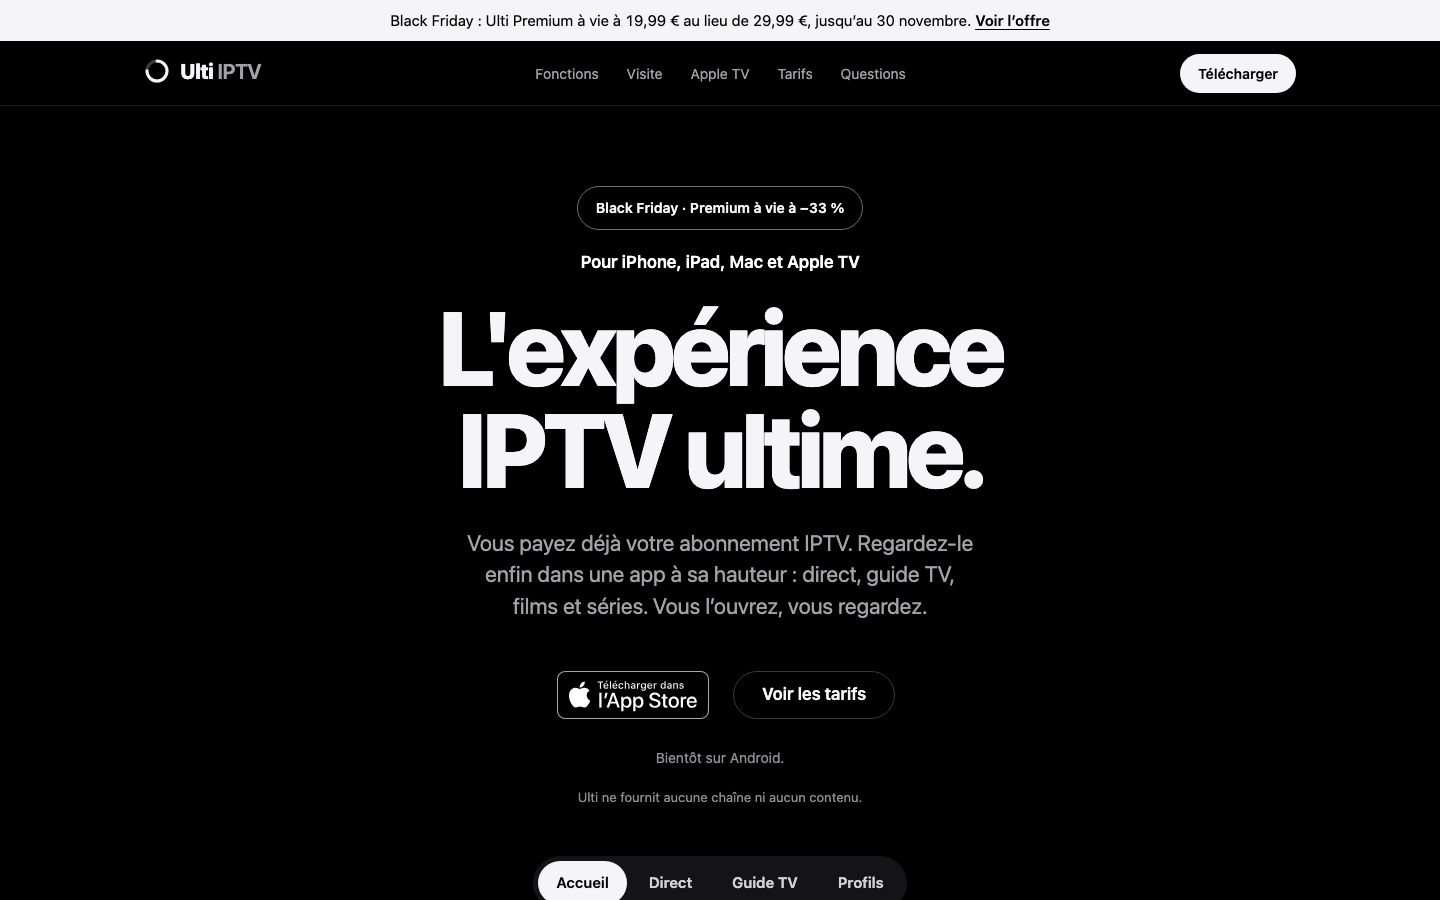 Black Friday : Ulti Premium à vie à 19,99 € au lieu de 29,99 €, jusqu’au 30 novembre. Voir l’offre
Ulti IPTV
Fonctions
Visite
Apple TV
Tarifs
Questions
Télécharger
Black Friday · Premium à vie à −33 %
Pour iPhone, iPad, Mac et Apple TV
L'expérience
IPTV ultime.
Vous payez déjà votre abonnement IPTV. Regardez-le
enfin dans une app à sa hauteur : direct, guide TV,
films et séries. Vous l’ouvrez, vous regardez.
Télécharger dans
l’App Store
Voir les tarifs
Bientôt sur Android.
Ulti ne fournit aucune chaîne ni aucun contenu.
Accueil
Direct
Guide TV
Profils